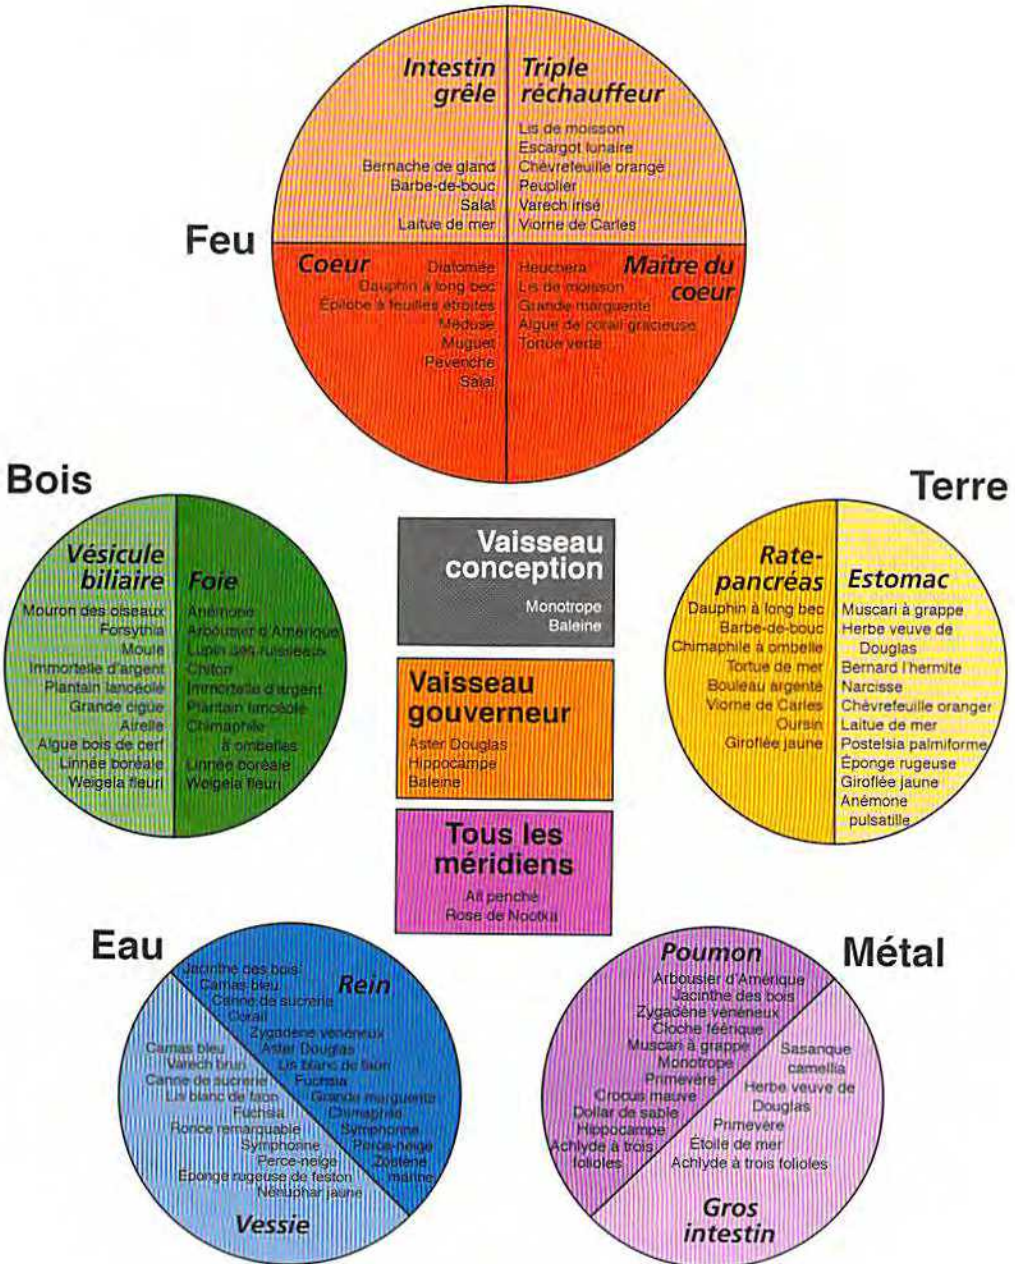 Feu
Intestin
grêle
Bernache de gland
Barbe-de-bouc
Salal
Laitue de mer
Triple
réchauffeur
Lis de moisson
Escargot lunaire
Chèvrefeuille orange
Peuplier
Varech irisé
Viorne de Carles
Coeur
Diatomée
Dauphin à long bec
Épilobe à feuilles étroites
Méduse
Muguet
Pevenche
Salal
Maître du
coeur
Heuchera
Lis de moisson
Grande marguerite
Algue de corail gracieuse
Tortue verte
Bois
Vésicule
biliaire
Mouron des oiseaux
Forsythia
Moule
Immortelle d'argent
Plantain lancéolé
Grande ciguë
Airelle
Algue bois de cerf
Linnée boréale
Weigela fleuri
Foie
Anémone
Arbousier d'Amérique
Lupin des ruisseaux
Chiton
Immortelle d'argent
Plantain lancéole
Chimaphile
à ombelles
Linnée boréale
Weigela fleuri
Vaisseau
conception
Monotrope
Baleine
Vaisseau
gouverneur
Aster Douglas
Hippocampe
Baleine
Tous les
méridiens
Ail penché
Rose de Nootka
Terre
Rate-
pancréas
Dauphin à long bec
Barbe-de-bouc
Chimaphile à ombelle
Tortue de mer
Bouleau argenté
Viorne de Carles
Oursin
Giroflée jaune
Estomac
Muscari à grappe
Herbe veuve de
Douglas
Bernard l'hermite
Narcisse
Chèvrefeuille oranger
Laitue de mer
Postelsia palmiforme
Éponge rugeuse
Giroflée jaune
Anémone
pulsatille
Eau
Rein
Jacinthe des bois
Camas bleu
Canne de sucrerie
Corail
Zygadène vénéneux
Aster Douglas
Lis blanc de faon
Fuchsia
Grande marguerite
Chimaphile
Symphorine
Perce-neige
Zostène
marine
Camas bleu
Varech brun
Canne de sucrerie
Lis blanc de faon
Fuchsia
Ronce remarquable
Symphorine
Perce-neige
Éponge rugeuse de feston
Nénuphar jaune
Vessie
Métal
Poumon
Arbousier d'Amérique
Jacinthe des bois
Zygadène vénéneux
Cloche féérique
Muscari à grappe
Monotrope
Primevère
Crocus mauve
Dollar de sable
Hippocampe
Achlyde à trois
folioles
Sasanque
camellia
Herbe veuve de
Douglas
Primevère
Étoile de mer
Achlyde à trois folioles
Gros
intestin